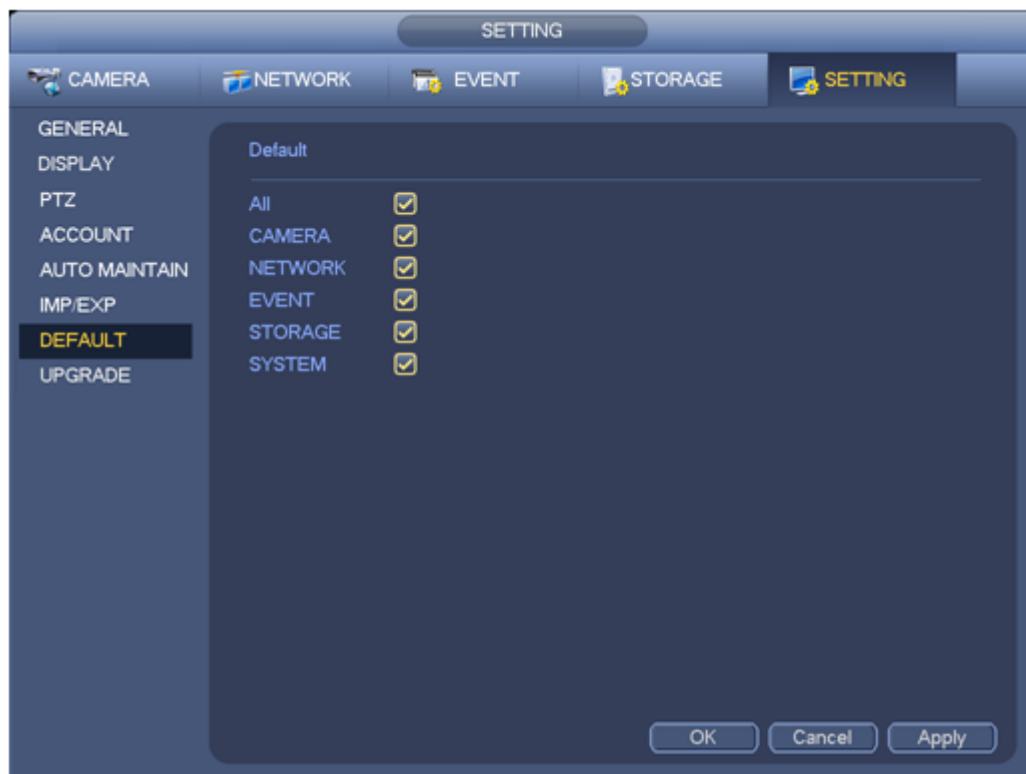 SETTING
CAMERA NETWORK EVENT STORAGE SETTING
GENERAL
DISPLAY
PTZ
ACCOUNT
AUTO MAINTAIN
IMP/EXP
DEFAULT
UPGRADE
Default
All
CAMERA
NETWORK
EVENT
STORAGE
SYSTEM
OK Cancel Apply